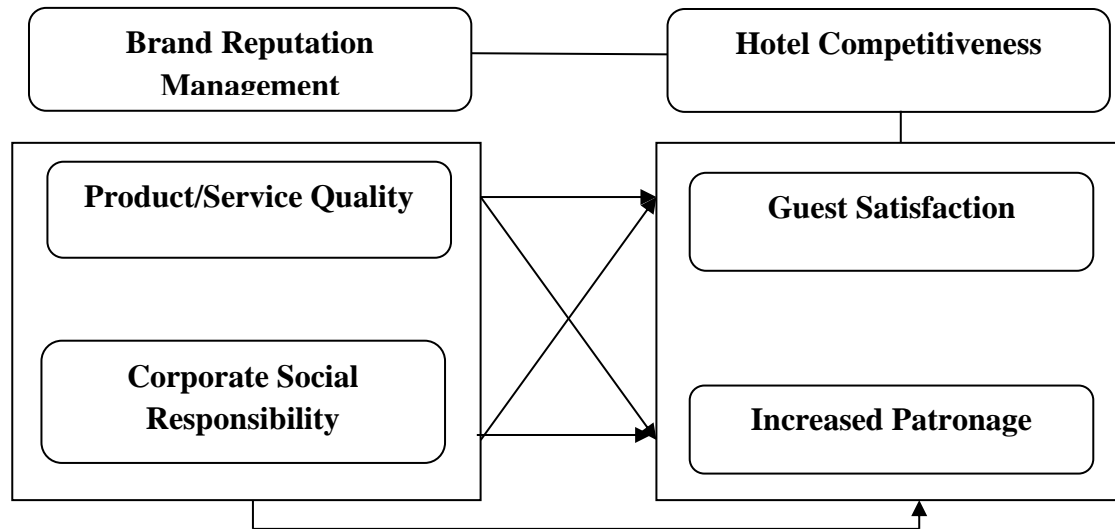 Brand Reputation
Management
Hotel Competitiveness
Product/Service Quality
Guest Satisfaction
Corporate Social
Responsibility
Increased Patronage